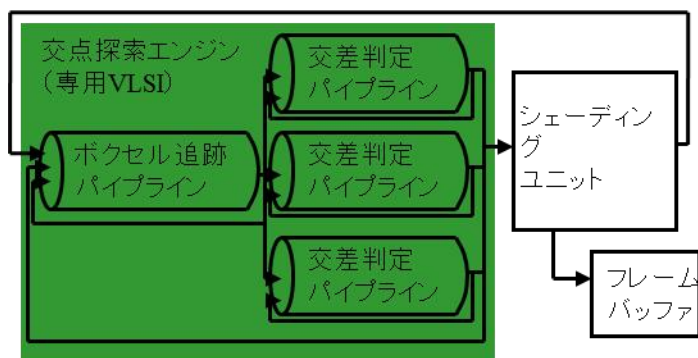 交点探索エンジン
（専用VLSI）
ボクセル追跡
パイプライン
交差判定
パイプライン
交差判定
パイプライン
交差判定
パイプライン
シェーディン
グ
ユニット
フレーム
バッファ